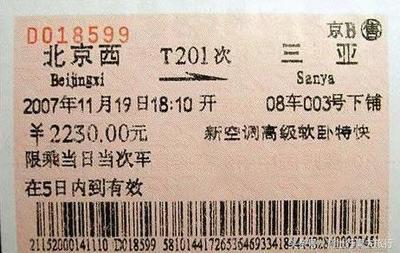 D018599 京B 售
北京西 T201次 三亚
Beijingxi Sanya
2007年11月19日18:10 开 08车003号下铺
￥2230.00元 新空调高级软卧特快
限乘当日当次车
在5日内到有效
21152000141110 D018599